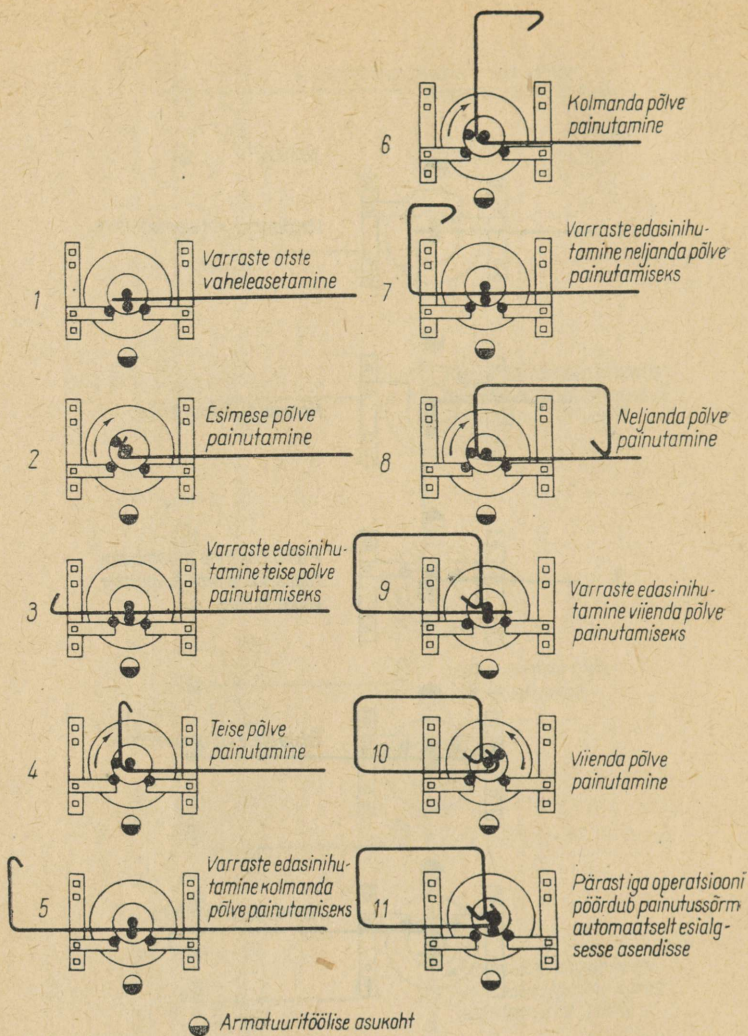 1
Varraste otste
vaheleasetamine
2
Esimese põlve
painutamine
3
Varraste edasinihu-
tamine teise põlve
painutamiseks
4
Teise põlve
painutamine
5
Varraste edasinihu-
tamine kolmanda
põlve painutamiseks
6
Kolmanda põlve
painutamine
7
Varraste edasinihu-
tamine neljanda põlve
painutamiseks
8
Neljanda põlve
painutamine
9
Varraste edasinihu-
tamine viienda põlve
painutamiseks
10
Viienda põlve
painutamine
11
Pärast iga operatsiooni
pöördub painutussõrm
automaatselt esialg-
sesse asendisse
Armatuuritöölise asukoht